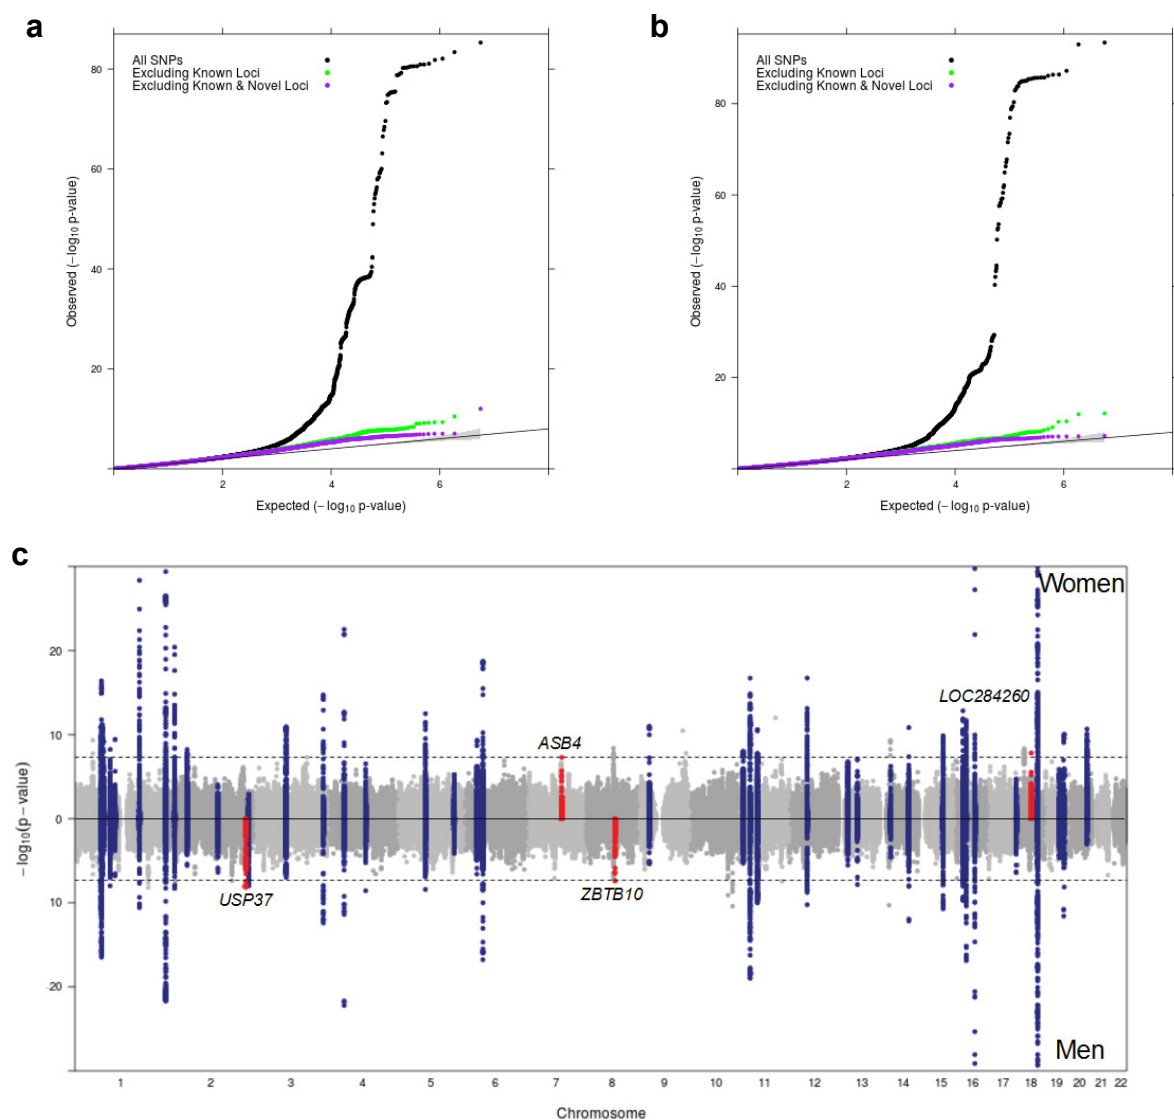 a
All SNPs
Excluding Known Loci
Excluding Known & Novel Loci
80
60
40
20
2
4
6
Observed (−log10 p-value)
Expected (−log10 p-value)
b
All SNPs
Excluding Known Loci
Excluding Known & Novel Loci
80
60
40
20
2
4
6
Observed (−log10 p-value)
Expected (−log10 p-value)
c
Women
20
LOC284260
10
ASB4
0
USP37
ZBTB10
10
20
Men
−log10(p−value)
1 2 3 4 5 6 7 8 9 10 11 12 13 14 15 16 17 18 19 20 21 22
Chromosome